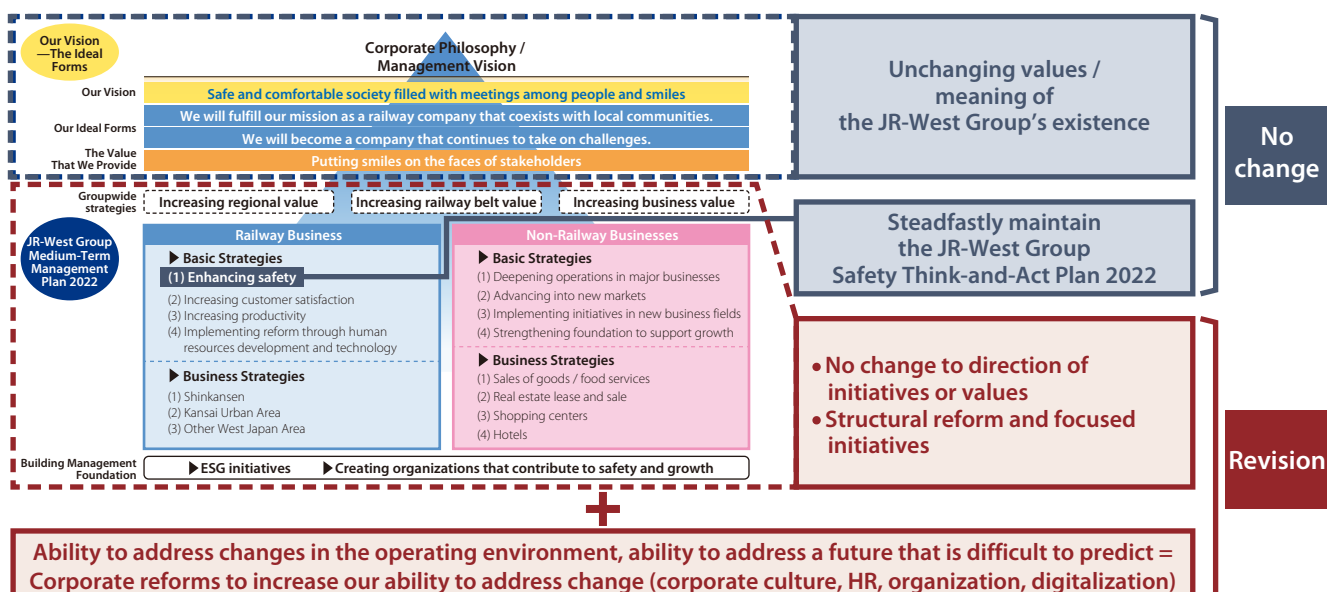 Our Vision
—The Ideal
Forms
Corporate Philosophy /
Management Vision
Our Vision
Safe and comfortable society filled with meetings among people and smiles
Our Ideal Forms
We will fulfill our mission as a railway company that coexists with local communities.
We will become a company that continues to take on challenges.
The Value
That We Provide
Putting smiles on the faces of stakeholders
Unchanging values /
meaning of
the JR-West Group’s existence
No
change
Groupwide
strategies
Increasing regional value
Increasing railway belt value
Increasing business value
JR-West Group
Medium-Term
Management
Plan 2022
Railway Business
▶ Basic Strategies
(1) Enhancing safety
(2) Increasing customer satisfaction
(3) Increasing productivity
(4) Implementing reform through human
resources development and technology
▶ Business Strategies
(1) Shinkansen
(2) Kansai Urban Area
(3) Other West Japan Area
Non-Railway Businesses
▶ Basic Strategies
(1) Deepening operations in major businesses
(2) Advancing into new markets
(3) Implementing initiatives in new business fields
(4) Strengthening foundation to support growth
▶ Business Strategies
(1) Sales of goods / food services
(2) Real estate lease and sale
(3) Shopping centers
(4) Hotels
Steadfastly maintain
the JR-West Group
Safety Think-and-Act Plan 2022
• No change to direction of
initiatives or values
• Structural reform and focused
initiatives
Revision
Building Management
Foundation
▶ ESG initiatives ▶ Creating organizations that contribute to safety and growth
+
Ability to address changes in the operating environment, ability to address a future that is difficult to predict =
Corporate reforms to increase our ability to address change (corporate culture, HR, organization, digitalization)